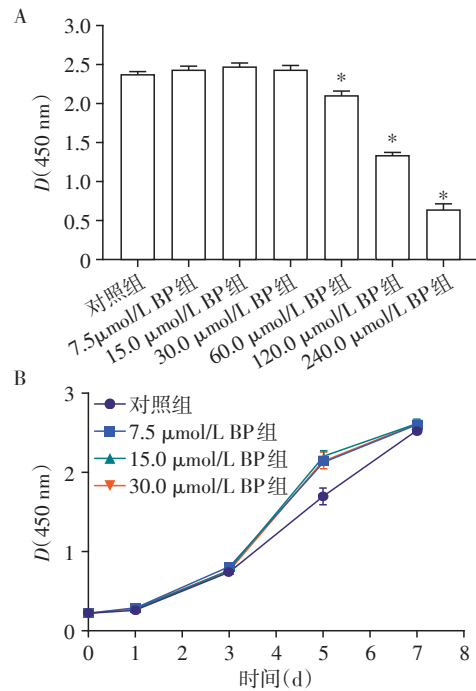 A
D(450 nm)
3.0
2.5
2.0
1.5
1.0
0.5
0
*
*
*
对照组
7.5μmol/L BP组
15.0 μmol/L BP组
30.0 μmol/L BP组
60.0 μmol/L BP组
120.0 μmol/L BP组
240.0 μmol/L BP组
B
D(450 nm)
3
2
1
0
对照组
7.5 μmol/L BP组
15.0 μmol/L BP组
30.0 μmol/L BP组
0 1 2 3 4 5 6 7 8
时间(d)